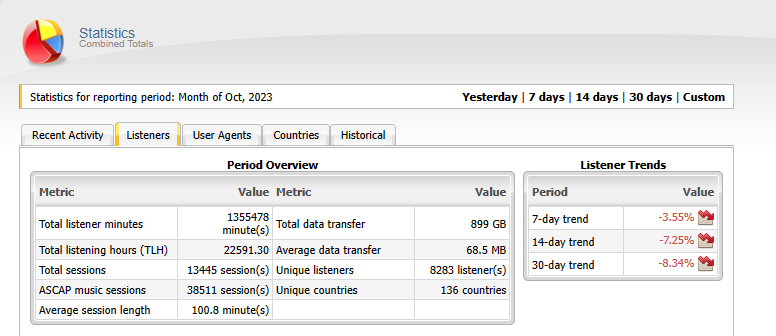 Statistics
Combined Totals
Statistics for reporting period: Month of Oct, 2023
Yesterday | 7 days | 14 days | 30 days | Custom
Recent Activity
Listeners
User Agents
Countries
Historical
Period Overview
Metric Value Metric Value
Total listener minutes 1355478 minute(s) Total data transfer 899 GB
Total listening hours (TLH) 22591.30 Average data transfer 68.5 MB
Total sessions 13445 session(s) Unique listeners 8283 listener(s)
ASCAP music sessions 38511 session(s) Unique countries 136 countries
Average session length 100.8 minute(s)
Listener Trends
Period Value
7-day trend -3.55%
14-day trend -7.25%
30-day trend -8.34%